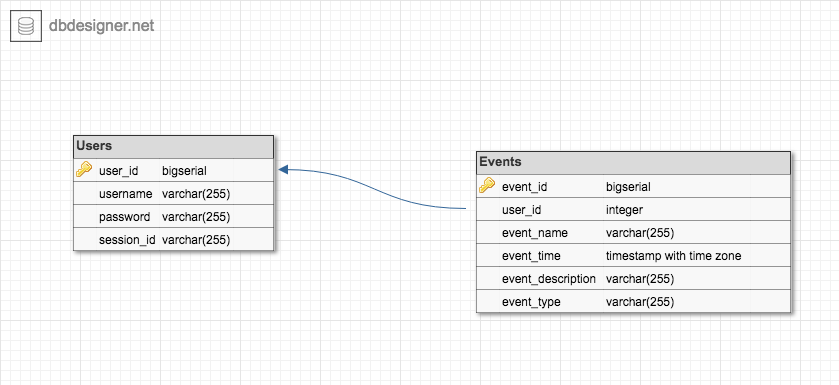 dbdesigner.net
Users
user_id bigserial
username varchar(255)
password varchar(255)
session_id varchar(255)
Events
event_id bigserial
user_id integer
event_name varchar(255)
event_time timestamp with time zone
event_description varchar(255)
event_type varchar(255)